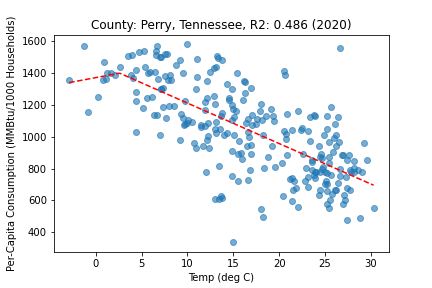 County: Perry, Tennessee, R2: 0.486 (2020)
Per-Capita Consumption (MMBtu/1000 Households)
1600
1400
1200
1000
800
600
400
0 5 10 15 20 25 30
Temp (deg C)